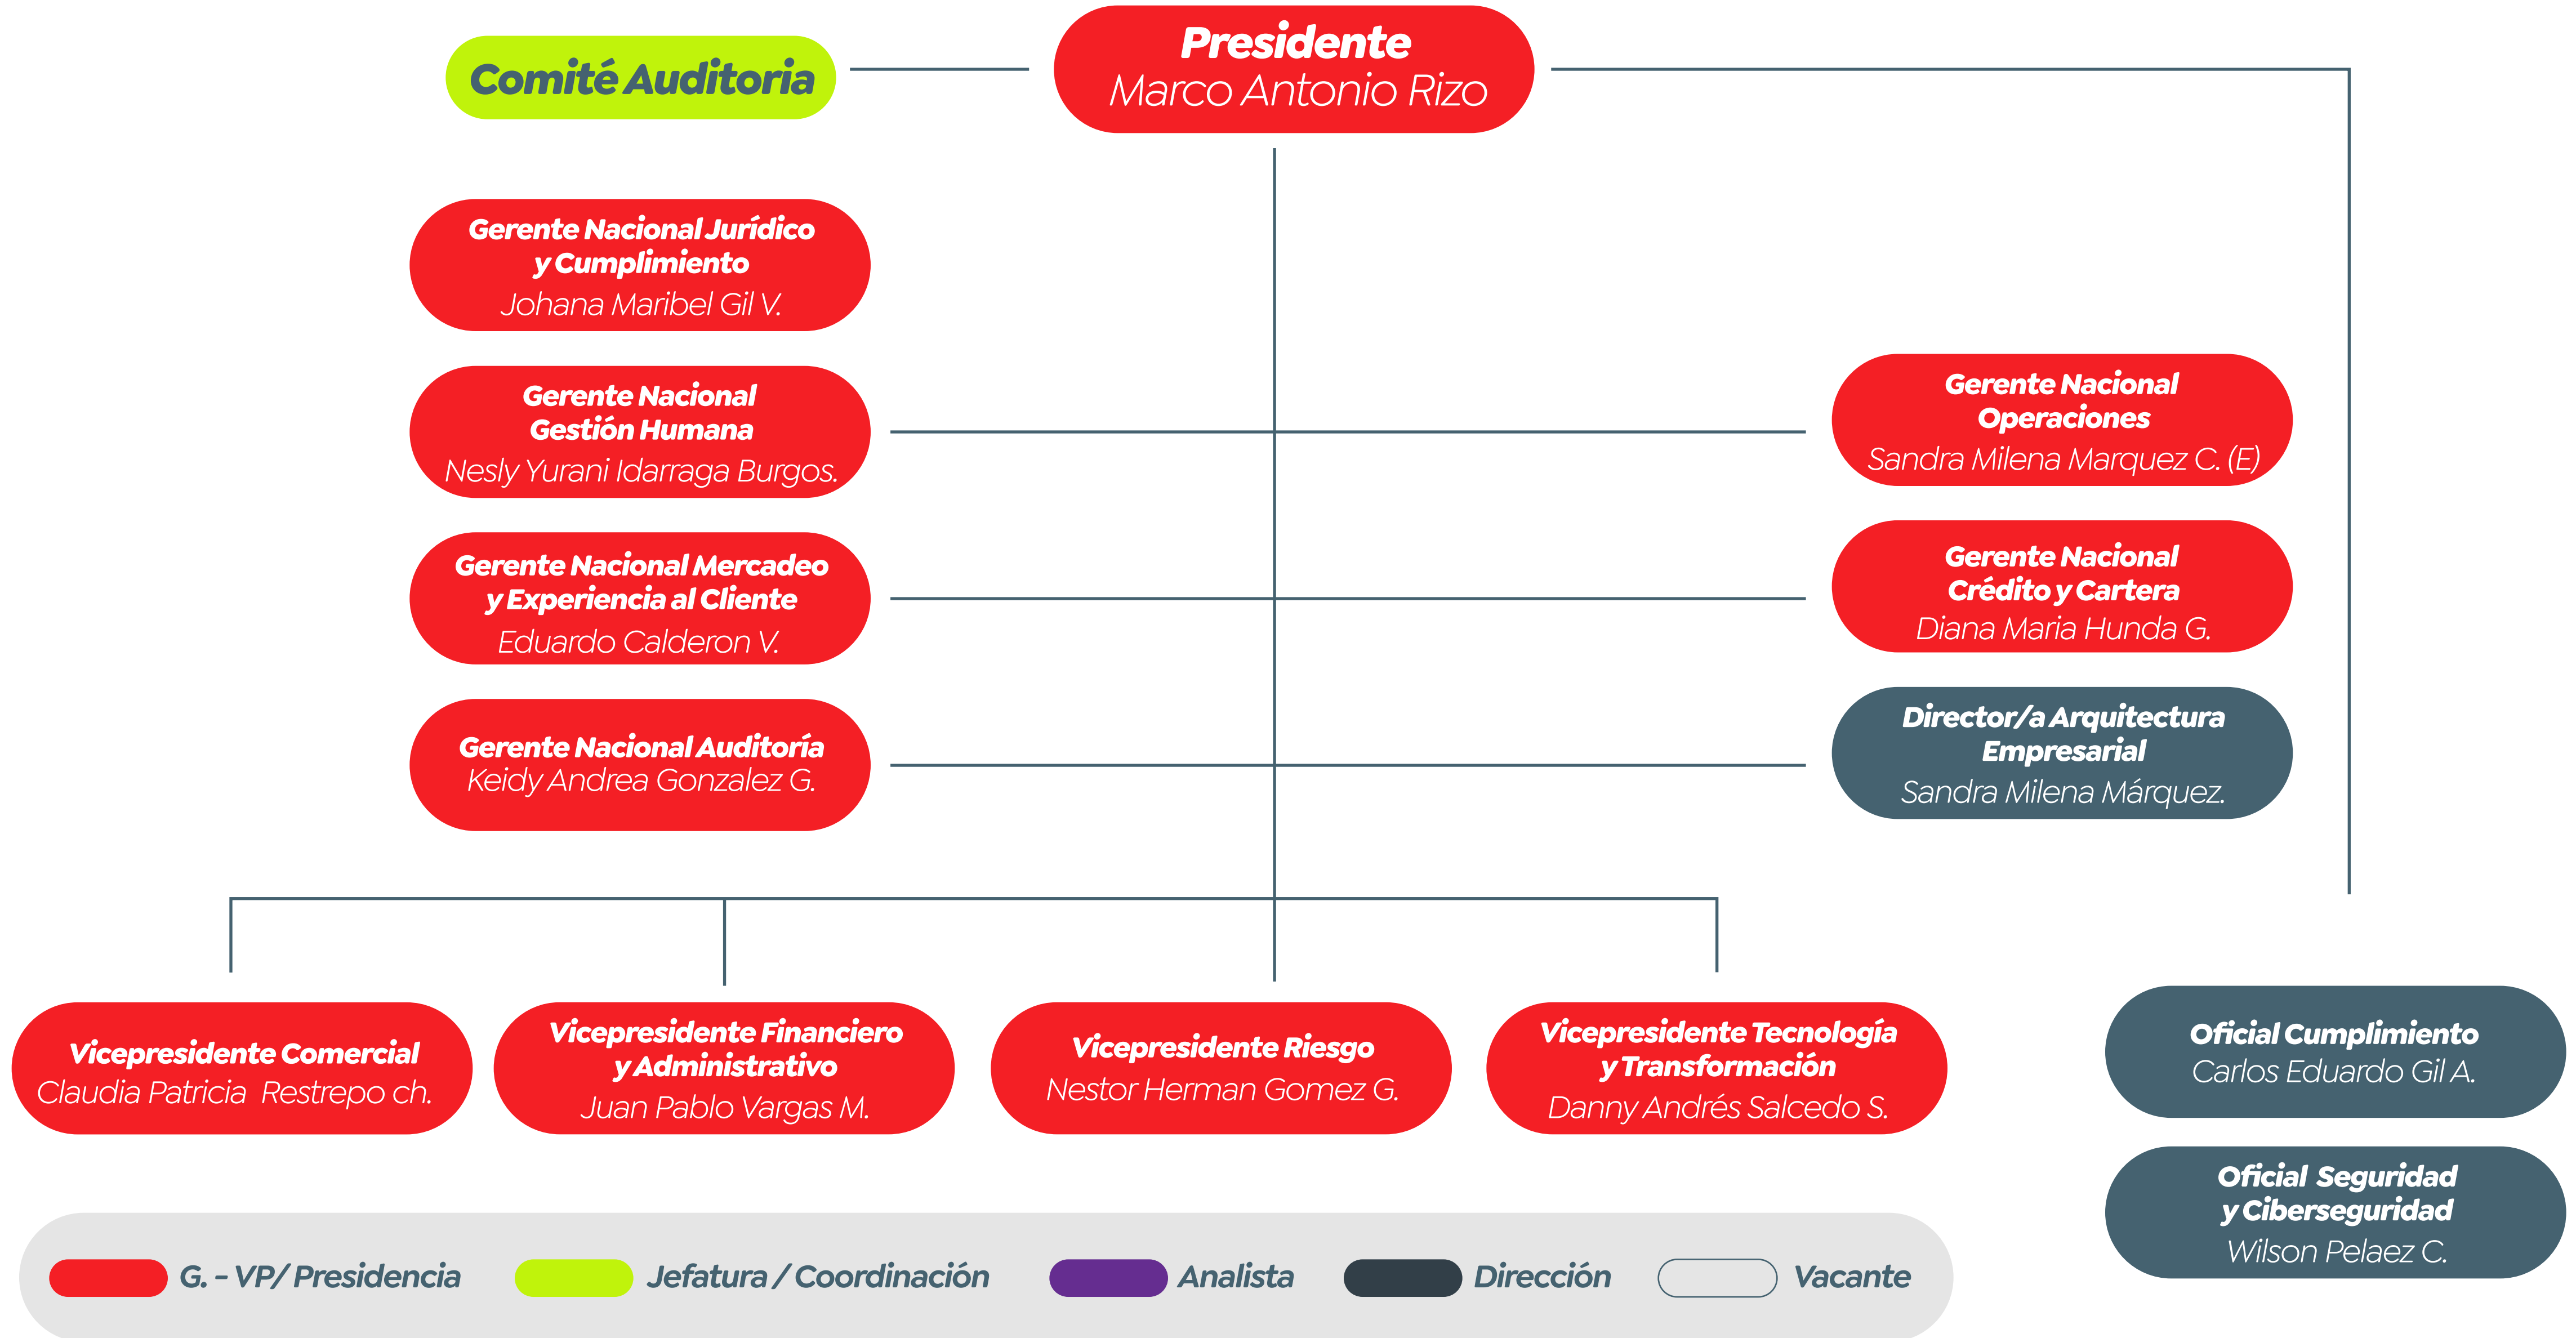 Comité Auditoria
Presidente
Marco Antonio Rizo
Gerente Nacional Jurídico
y Cumplimiento
Johana Maribel Gil V.
Gerente Nacional
Gestión Humana
Nesly Yurani Idarraga Burgos.
Gerente Nacional Mercadeo
y Experiencia al Cliente
Eduardo Calderon V.
Gerente Nacional Auditoría
Keidy Andrea Gonzalez G.
Gerente Nacional
Operaciones
Sandra Milena Marquez C. (E)
Gerente Nacional
Crédito y Cartera
Diana Maria Hunda G.
Director/a Arquitectura
Empresarial
Sandra Milena Márquez.
Vicepresidente Comercial
Claudia Patricia Restrepo ch.
Vicepresidente Financiero
y Administrativo
Juan Pablo Vargas M.
Vicepresidente Riesgo
Nestor Herman Gomez G.
Vicepresidente Tecnología
y Transformación
Danny Andrés Salcedo S.
Oficial Cumplimiento
Carlos Eduardo Gil A.
Oficial Seguridad
y Ciberseguridad
Wilson Pelaez C.
G. - VP/ Presidencia
Jefatura / Coordinación
Analista
Dirección
Vacante